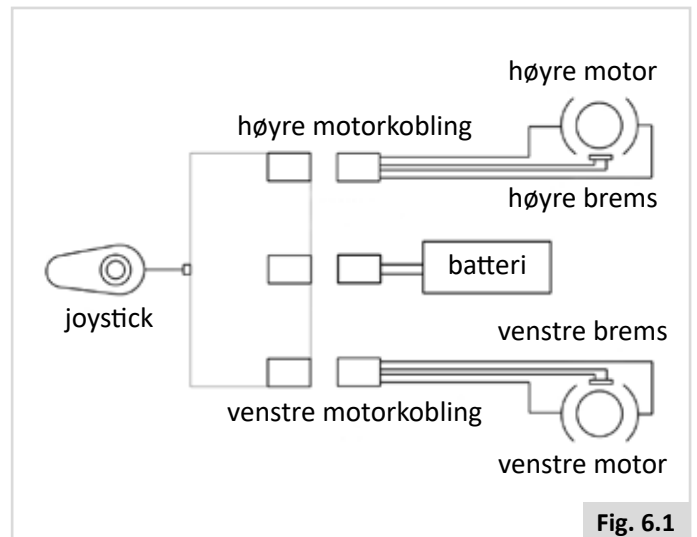 høyre motor
høyre motorkobling
høyre brems
batteri
joystick
venstre brems
venstre motorkobling
venstre motor
Fig. 6.1